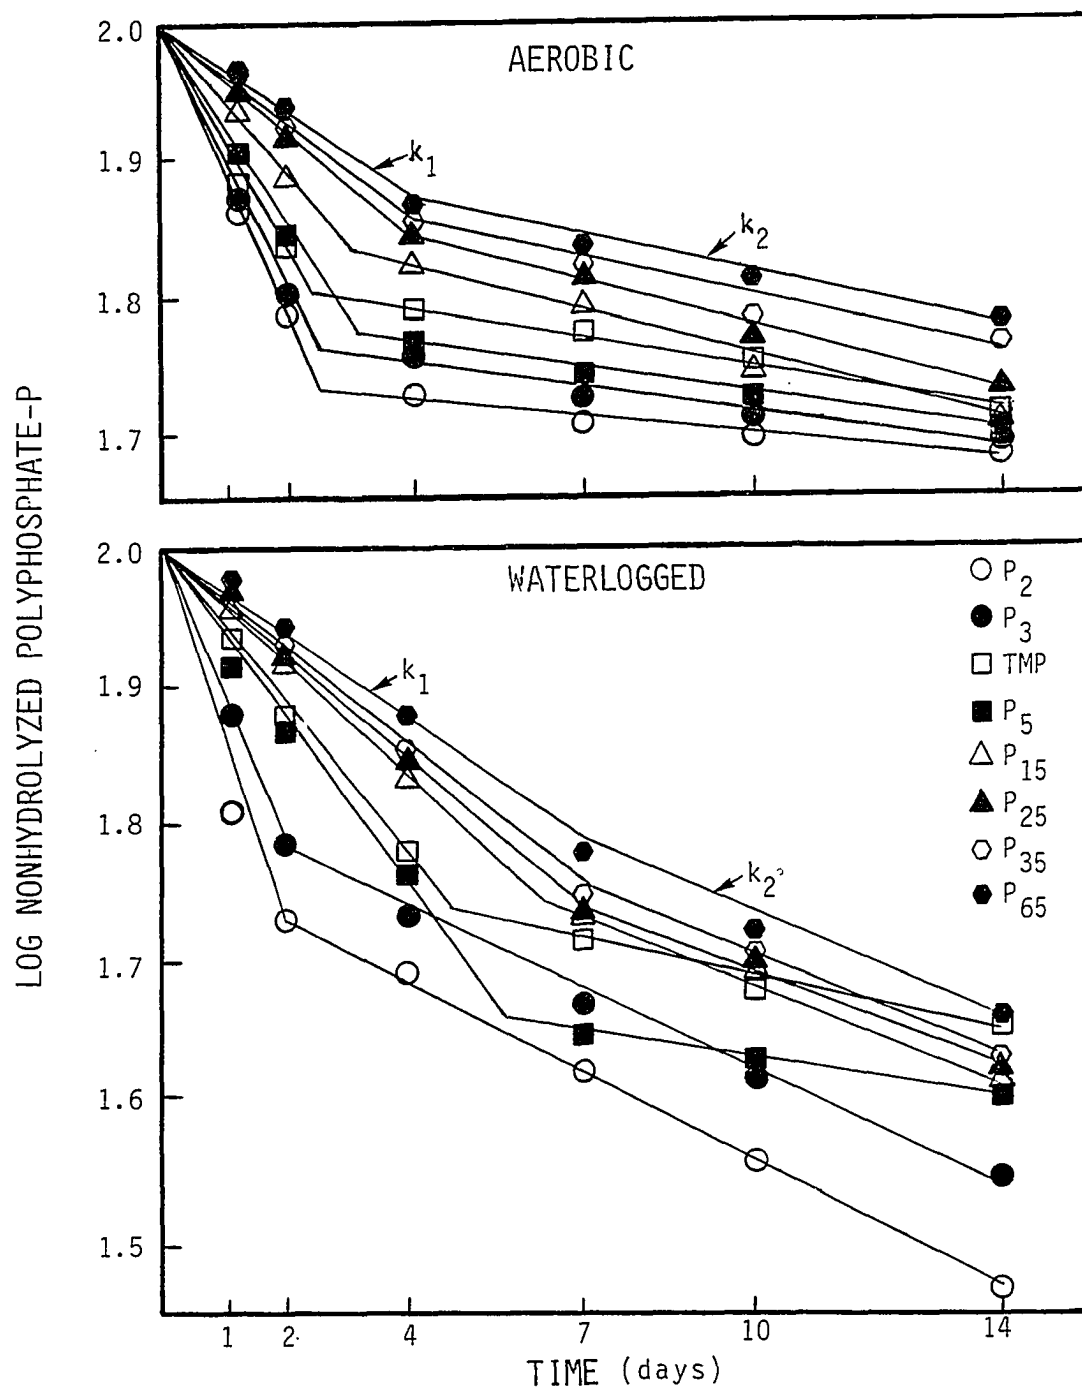 LOG NONHYDROLYZED POLYPHOSPHATE-P
AEROBIC
2.0
1.9
1.8
1.7
k1
k2
WATERLOGGED
2.0
1.9
1.8
1.7
1.6
1.5
k1
k2
P2
P3
TMP
P5
P15
P25
P35
P65
1 2 4 7 10 14
TIME (days)